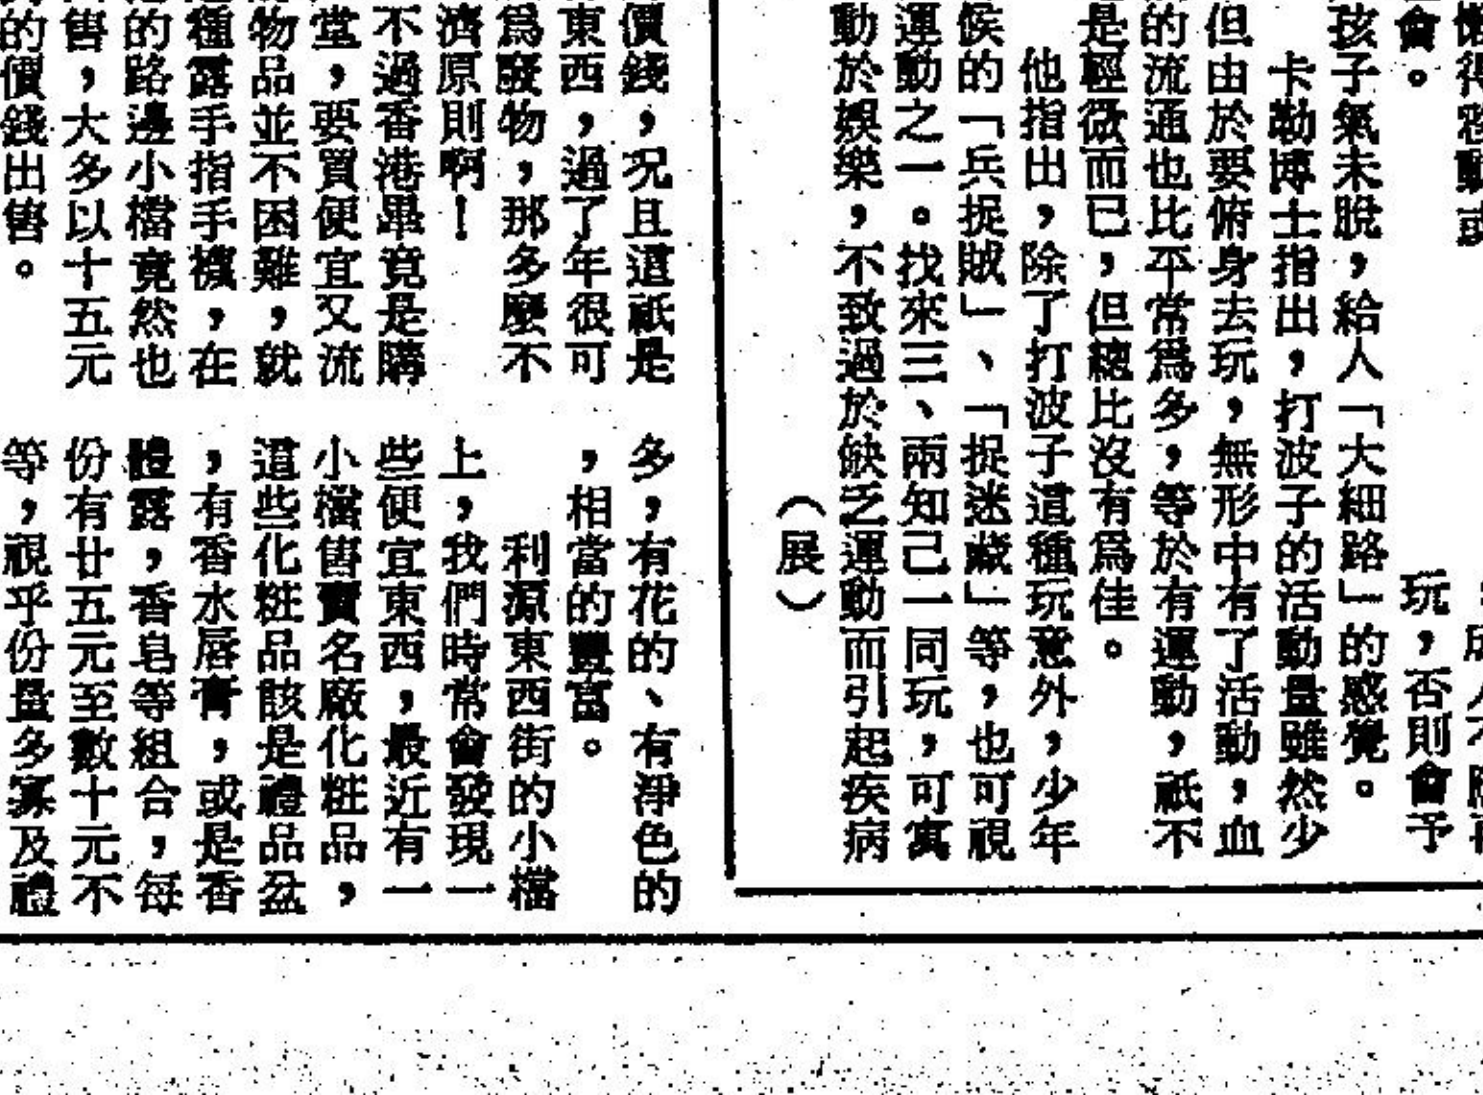 懶得移動或
會。
成人不應再
玩，否則會予
孩子氣未脫，給人「大細路」的感覺。
卡勒博士指出，打波子的活動量雖然少
但由於要俯身去玩，無形中有了活動，血
的流通也比平常爲多，等於有運動，祇不
是輕微而已，但總比沒有爲佳。
他指出，除了打波子這種玩意外，少年
候的「兵捉賊」、「捉迷藏」等，也可視
運動之一。找來三、兩知己一同玩，可寓
動於娛樂，不致過於缺乏運動而引起疾病
（展）
價錢，況且這祇是
東西，過了年很可
爲廢物，那多麼不
濟原則啊！
不過香港畢竟是購
堂，要買便宜又流
物品並不困難，就
種露手指手襪，在
的路邊小檔竟然也
售，大多以十五元
的價錢出售。
多，有花的、有淨色的
，相當的豐富。
利源東西街的小檔
上，我們時常會發現一
些便宜東西，最近有一
小檔售賣名廠化粧品，
這些化粧品該是禮品盆
，有香水唇膏，或是香
體露，香皂等組合，每
份有廿五元至數十元不
等，視乎份量多寡及禮